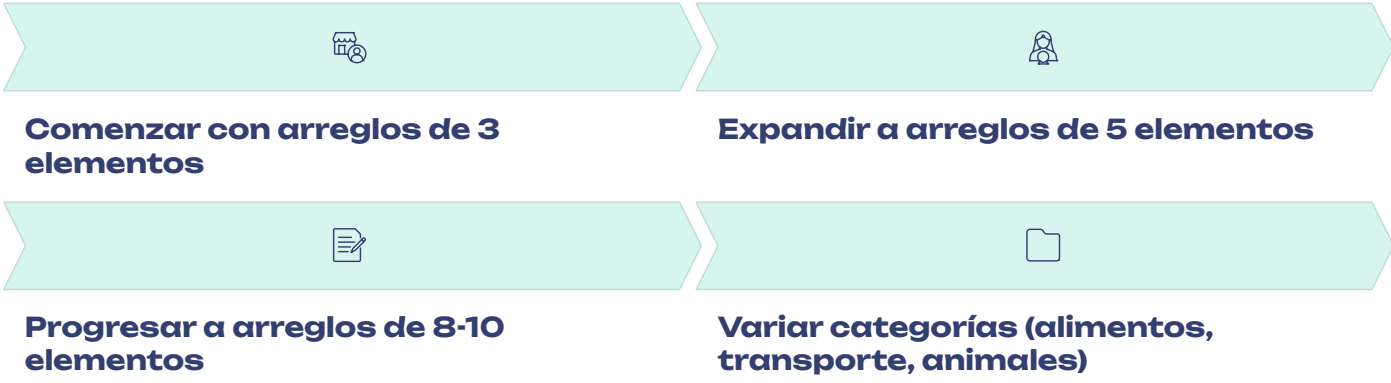 Comenzar con arreglos de 3
elementos
Expandir a arreglos de 5 elementos
Progresar a arreglos de 8-10
elementos
Variar categorías (alimentos,
transporte, animales)